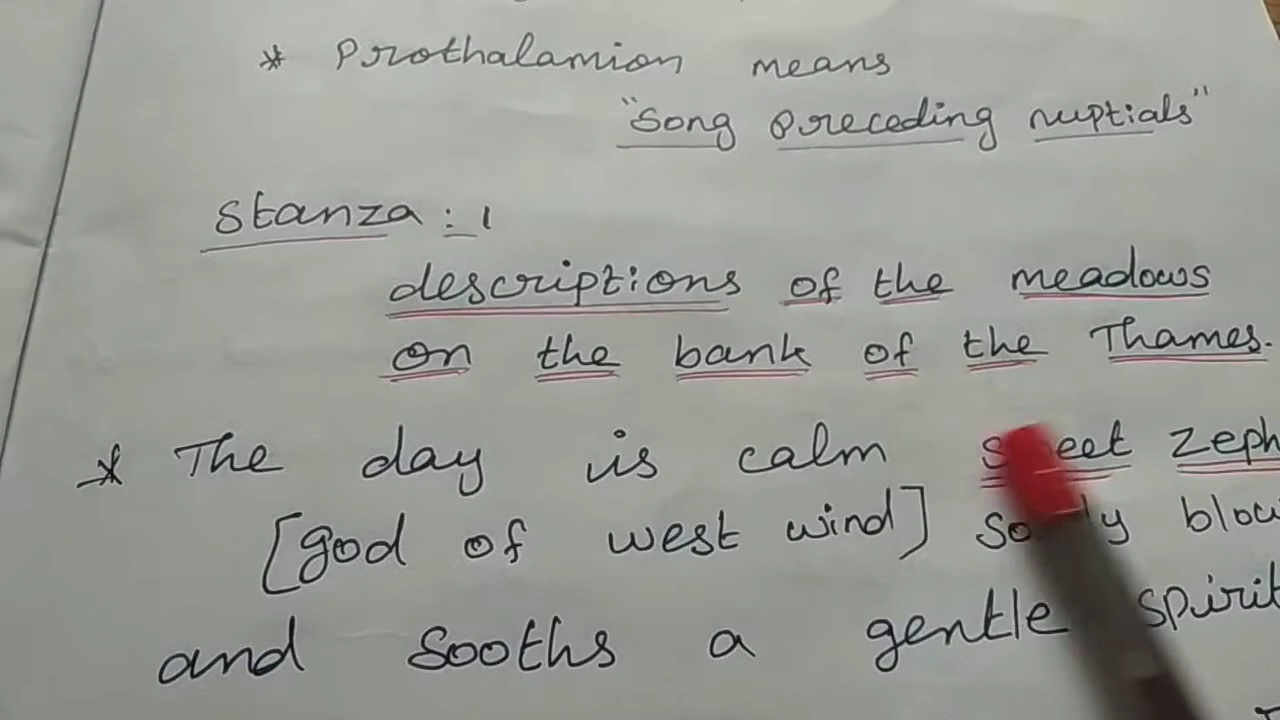 * Prothalamion means
"Song Preceding nuptials"
Stanza : 1
descriptions of the meadows
on the bank of the Thames.
* The day is calm
[god of west wind]
and sooths a gentle spirit